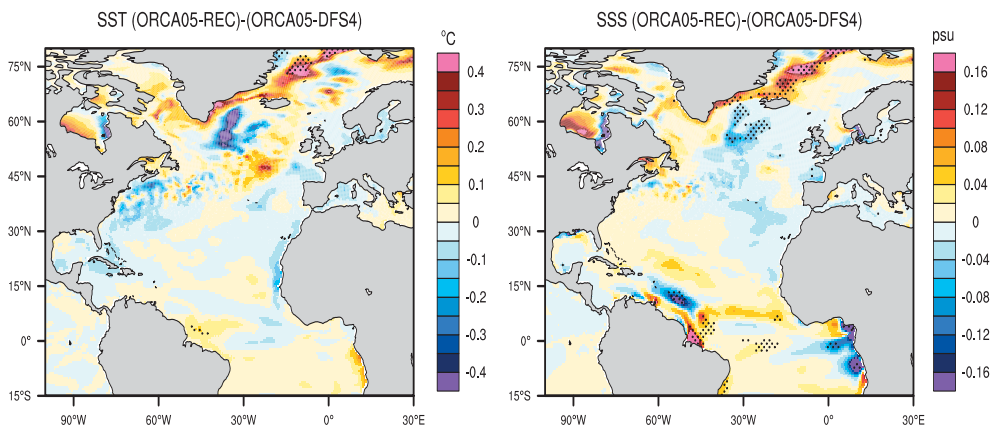 SST (ORCA05-REC)-(ORCA05-DFS4)
°C
75°N
60°N
45°N
30°N
15°N
0°
15°S
100°W
90°W
60°W
30°W
0°
30°E
0.4
0.3
0.2
0.1
0
-0.1
-0.2
-0.3
-0.4
SSS (ORCA05-REC)-(ORCA05-DFS4)
psu
75°N
60°N
45°N
30°N
15°N
0°
15°S
90°W
60°W
30°W
0°
30°E
0.16
0.12
0.08
0.04
0
-0.04
-0.08
-0.12
-0.16